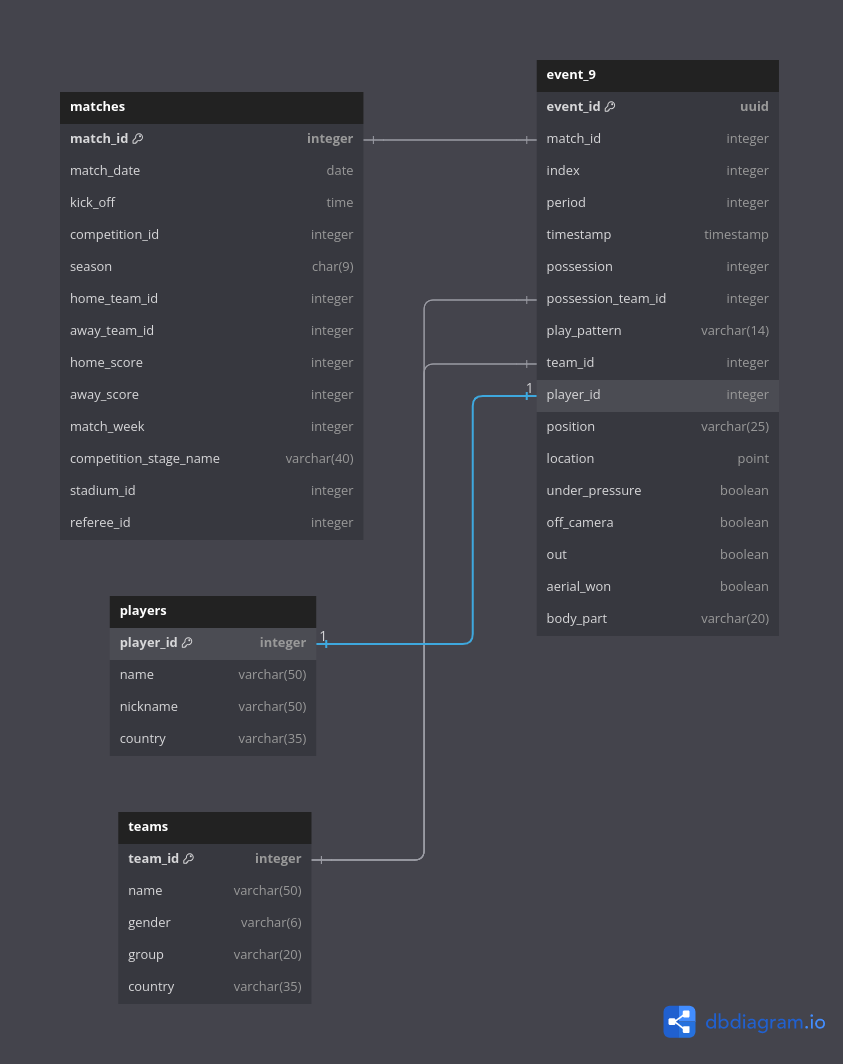 matches
match_id integer
match_date date
kick_off time
competition_id integer
season char(9)
home_team_id integer
away_team_id integer
home_score integer
away_score integer
match_week integer
competition_stage_name varchar(40)
stadium_id integer
referee_id integer
event_9
event_id uuid
match_id integer
index integer
period integer
timestamp timestamp
possession integer
possession_team_id integer
play_pattern varchar(14)
team_id integer
1
player_id integer
position varchar(25)
location point
under_pressure boolean
off_camera boolean
out boolean
aerial_won boolean
body_part varchar(20)
players
player_id integer
1
name varchar(50)
nickname varchar(50)
country varchar(35)
teams
team_id integer
name varchar(50)
gender varchar(6)
group varchar(20)
country varchar(35)
dbdiagram.io